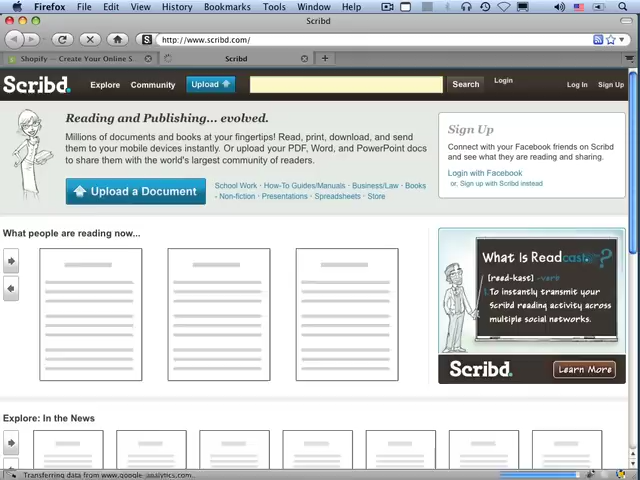 Firefox File Edit View History Bookmarks Tools Window Help
Scribd
http://www.scribd.com/
Shopify — Create Your Online S...
Scribd
Scribd. Explore Community Upload Search Login Log In Sign Up
Reading and Publishing... evolved.
Millions of documents and books at your fingertips! Read, print, download, and send
them to your mobile devices instantly. Or upload your PDF, Word, and PowerPoint docs
to share them with the world's largest community of readers.
Upload a Document
School Work · How-To Guides/Manuals · Business/Law · Books
- Non-fiction · Presentations · Spreadsheets · Store
Sign Up
Connect with your Facebook friends on Scribd
and see what they are reading and sharing.
Login with Facebook
or, Sign up with Scribd instead
What people are reading now...
What Is Readcast ?
[reed-kast] -verb
1. To instantly transmit your
Scribd reading activity across
multiple social networks.
Scribd. Learn More
Explore: In the News
Transferring data from www.google-analytics.com...